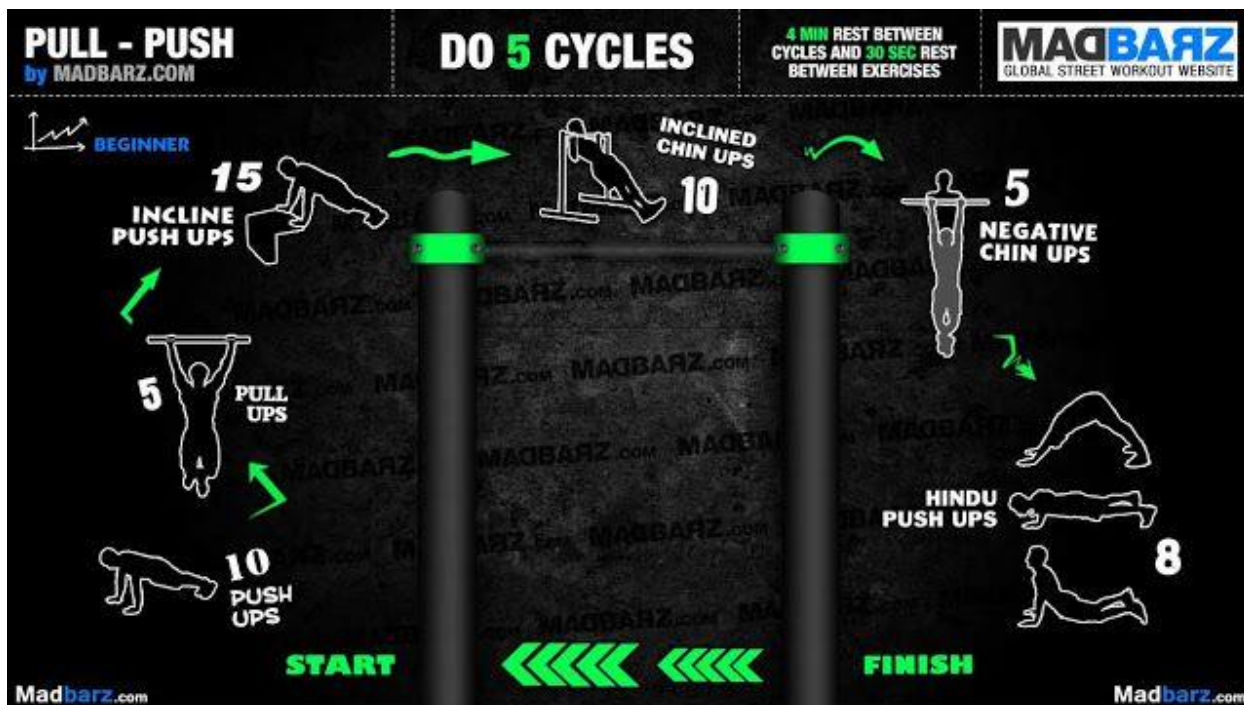 PULL - PUSH
by MADBARZ.COM
DO 5 CYCLES
4 MIN REST BETWEEN
CYCLES AND 30 SEC REST
BETWEEN EXERCISES
MADBARZ
GLOBAL STREET WORKOUT WEBSITE
BEGINNER
15
INCLINE
PUSH UPS
INCLINED
CHIN UPS
10
5
NEGATIVE
CHIN UPS
5
PULL
UPS
HINDU
PUSH UPS
8
10
PUSH
UPS
START
FINISH
Madbarz.com
Madbarz.com